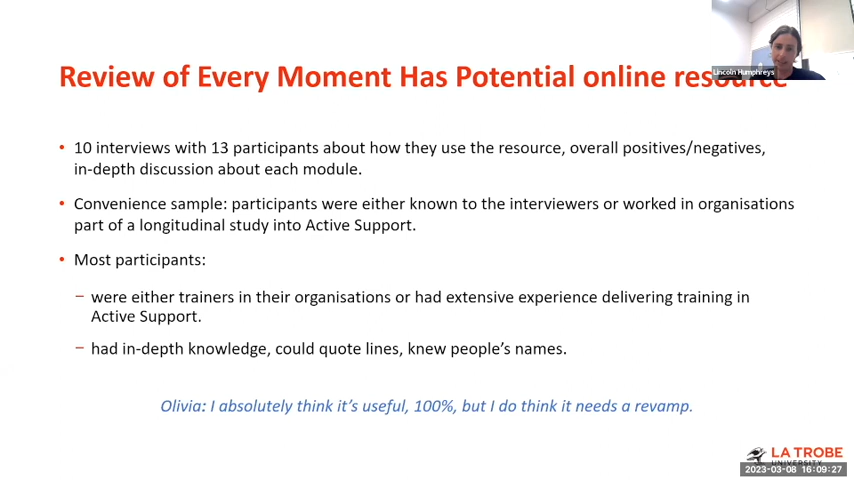 Review of Every Moment Has Potential online resource
Lincoln Humphreys
• 10 interviews with 13 participants about how they use the resource, overall positives/negatives,
in-depth discussion about each module.
• Convenience sample: participants were either known to the interviewers or worked in organisations
part of a longitudinal study into Active Support.
• Most participants:
– were either trainers in their organisations or had extensive experience delivering training in
Active Support.
– had in-depth knowledge, could quote lines, knew people's names.
Olivia: I absolutely think it's useful, 100%, but I do think it needs a revamp.
LA TROBE
UNIVERSITY
2023-03-08 16:09:27